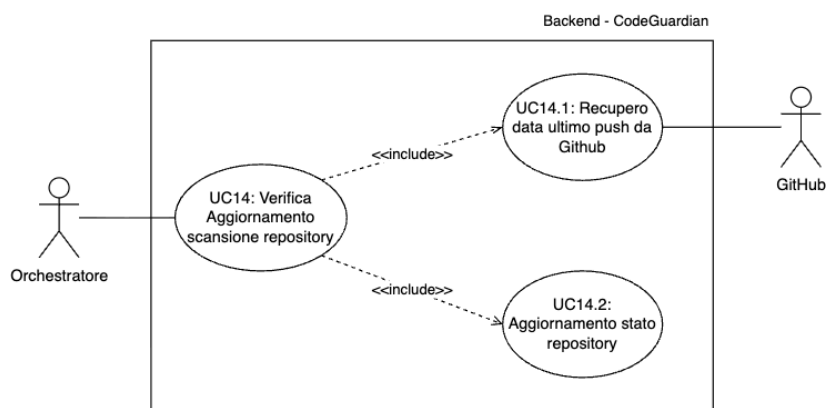 Backend - CodeGuardian
UC14.1: Recupero
data ultimo push da
Github
<<include>>
GitHub
UC14: Verifica
Aggiornamento
scansione repository
Orchestratore
<<include>>
UC14.2:
Aggiornamento stato
repository